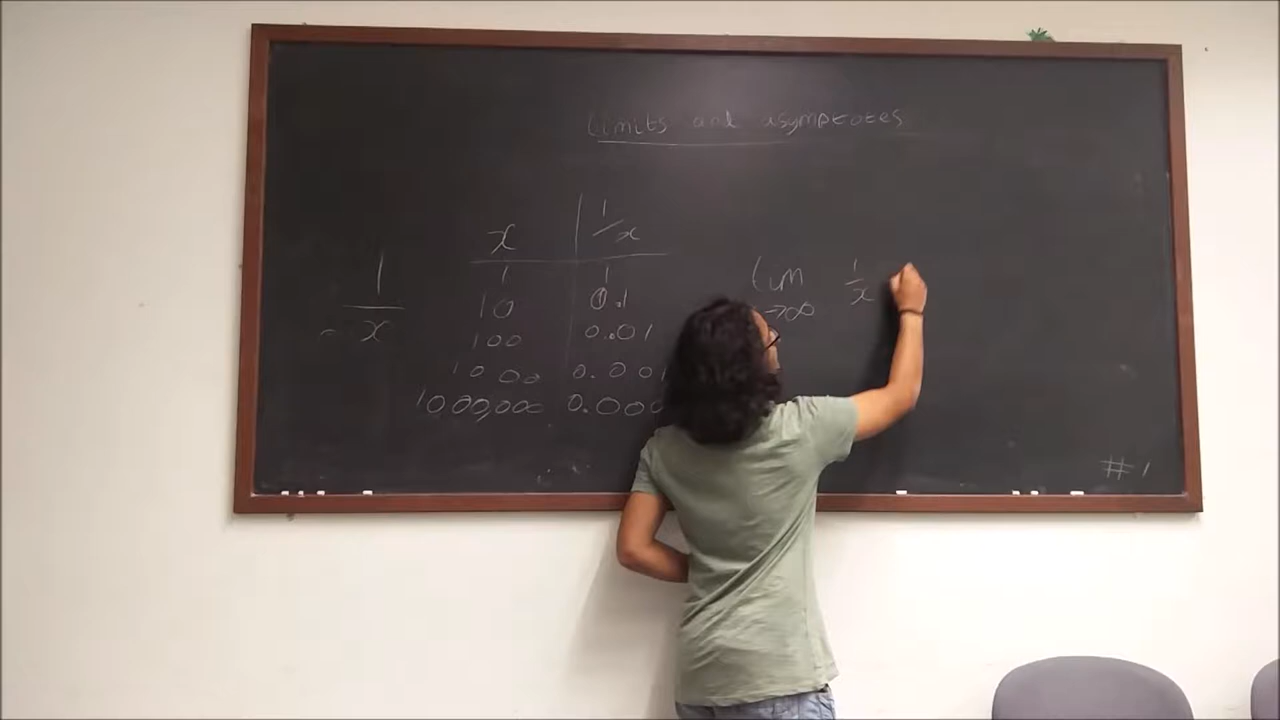 Limits and asymptotes
1/x
x 1/x
1 1
10 0.1
100 0.01
1000 0.001
1000,000 0.000
lim 1/x
→∞
#1